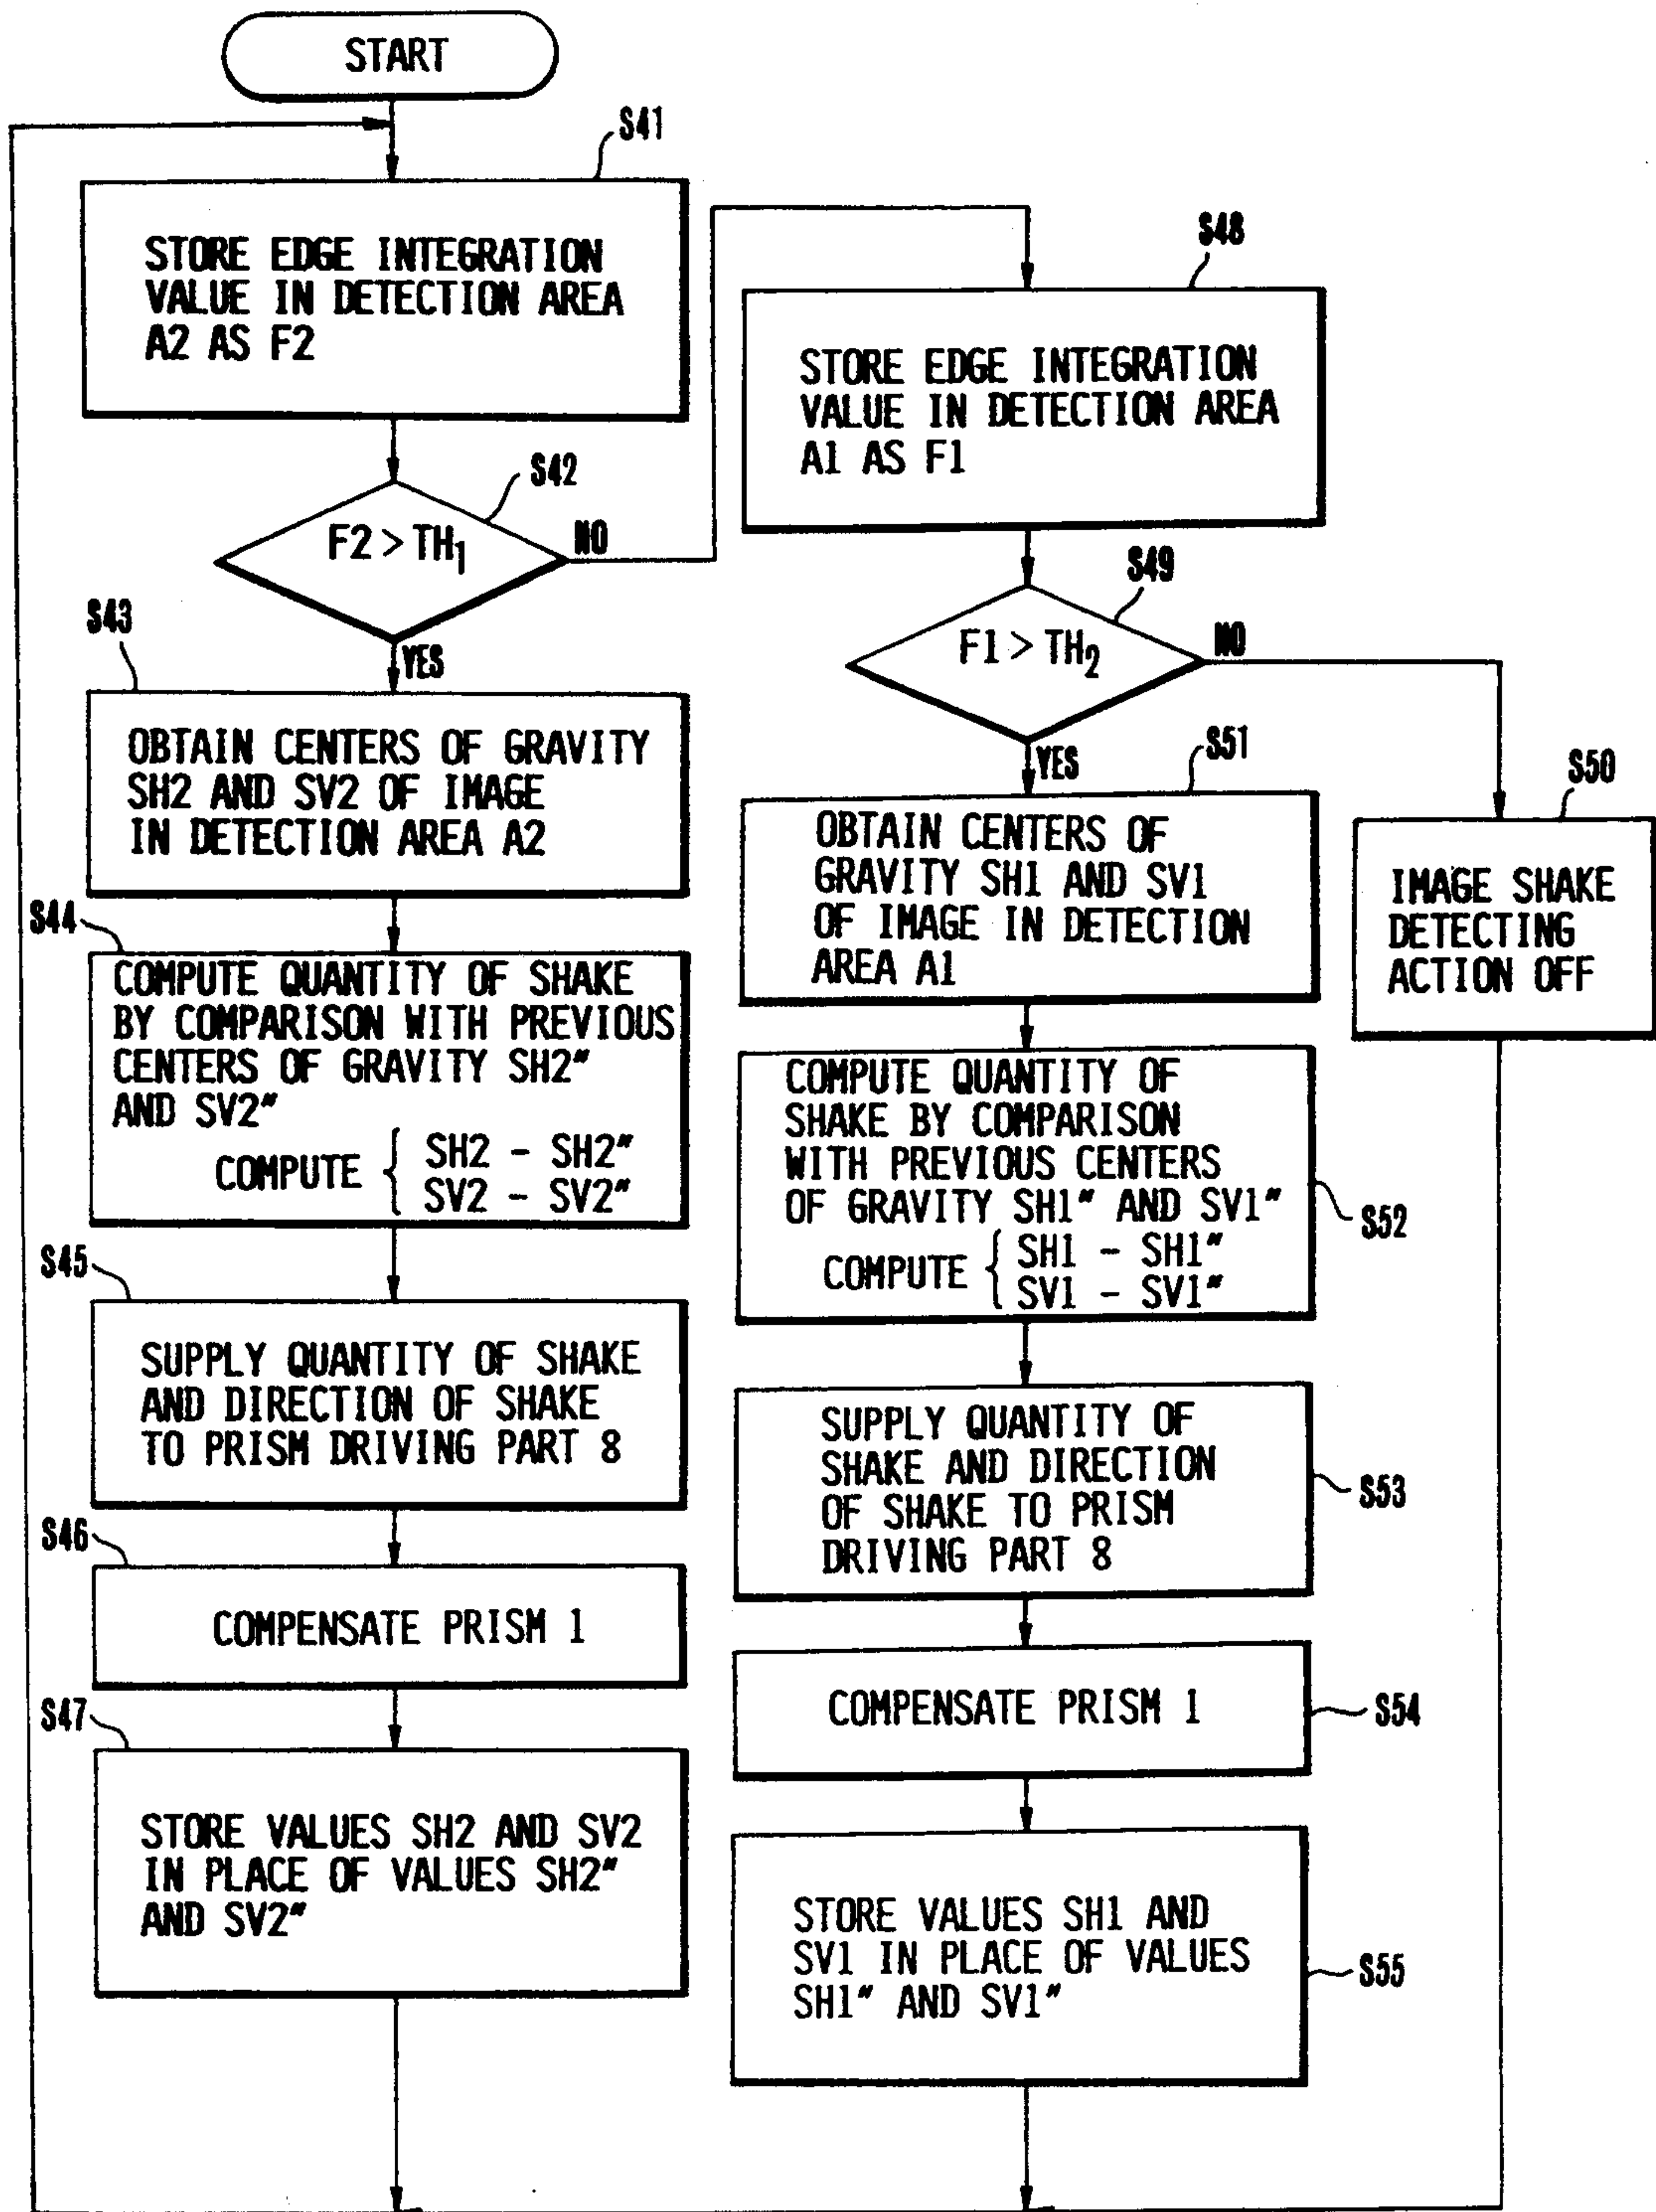 START
S41
STORE EDGE INTEGRATION
VALUE IN DETECTION AREA
A2 AS F2
S42
F2 > TH1
NO
YES
S43
OBTAIN CENTERS OF GRAVITY
SH2 AND SV2 OF IMAGE
IN DETECTION AREA A2
S44
COMPUTE QUANTITY OF SHAKE
BY COMPARISON WITH PREVIOUS
CENTERS OF GRAVITY SH2″
AND SV2″
COMPUTE { SH2 - SH2″
SV2 - SV2″
S45
SUPPLY QUANTITY OF SHAKE
AND DIRECTION OF SHAKE
TO PRISM DRIVING PART 8
S46
COMPENSATE PRISM 1
S47
STORE VALUES SH2 AND SV2
IN PLACE OF VALUES SH2″
AND SV2″
S48
STORE EDGE INTEGRATION
VALUE IN DETECTION AREA
A1 AS F1
S49
F1 > TH2
NO
YES
S50
IMAGE SHAKE
DETECTING
ACTION OFF
S51
OBTAIN CENTERS OF
GRAVITY SH1 AND SV1
OF IMAGE IN DETECTION
AREA A1
COMPUTE QUANTITY OF
SHAKE BY COMPARISON
WITH PREVIOUS CENTERS
OF GRAVITY SH1″ AND SV1″
COMPUTE { SH1 - SH1″
SV1 - SV1″
S52
SUPPLY QUANTITY OF
SHAKE AND DIRECTION
OF SHAKE TO PRISM
DRIVING PART 8
S53
COMPENSATE PRISM 1
S54
STORE VALUES SH1 AND
SV1 IN PLACE OF VALUES
SH1″ AND SV1″
S55